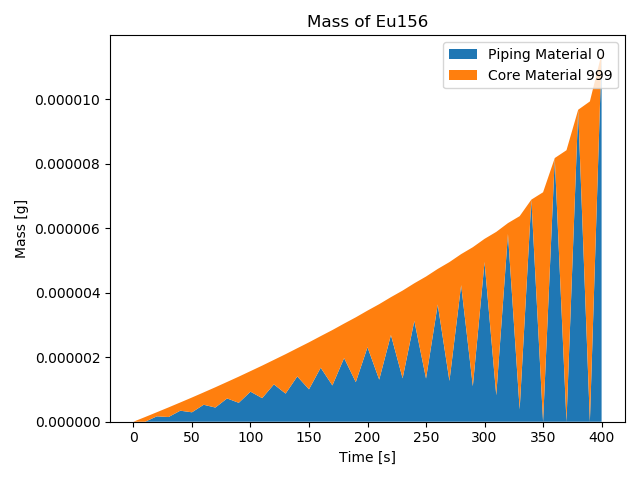 Mass of Eu156
Piping Material 0
Core Material 999
0.000010
0.000008
0.000006
0.000004
0.000002
0.000000
Mass [g]
0 50 100 150 200 250 300 350 400
Time [s]